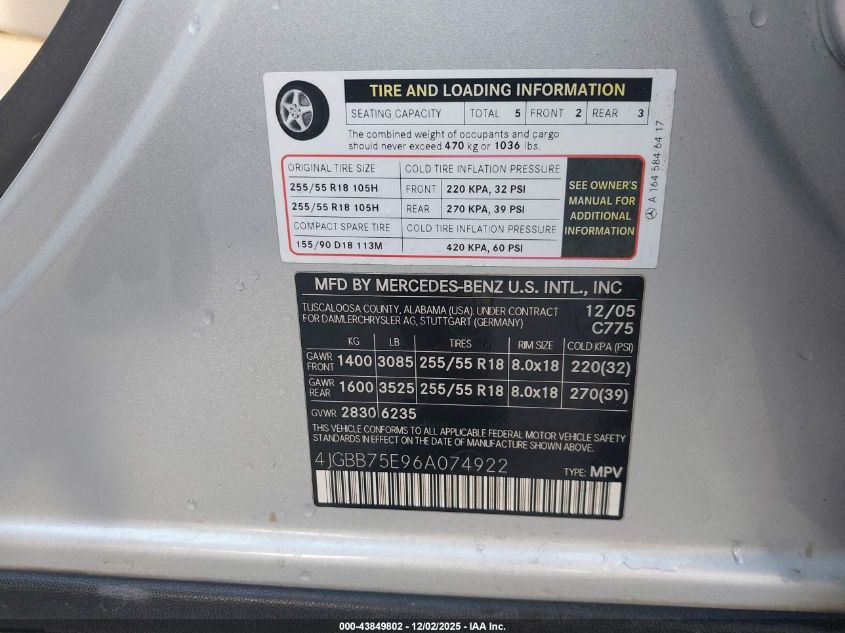 TIRE AND LOADING INFORMATION
SEATING CAPACITY TOTAL 5 FRONT 2 REAR 3
The combined weight of occupants and cargo
should never exceed 470 kg or 1036 lbs.
ORIGINAL TIRE SIZE COLD TIRE INFLATION PRESSURE
255/55 R18 105H FRONT 220 KPA, 32 PSI
255/55 R18 105H REAR 270 KPA, 39 PSI
COMPACT SPARE TIRE COLD TIRE INFLATION PRESSURE
155/90 D18 113M 420 KPA, 60 PSI
SEE OWNER'S
MANUAL FOR
ADDITIONAL
INFORMATION
A 164 584 64 17
MFD BY MERCEDES-BENZ U.S. INTL., INC
TUSCALOOSA COUNTY, ALABAMA (USA), UNDER CONTRACT 12/05
FOR DAIMLERCHRYSLER AG, STUTTGART (GERMANY) C775
KG LB TIRES RIM SIZE COLD KPA (PSI)
GAWR FRONT 1400 3085 255/55 R18 8.0x18 220(32)
GAWR REAR 1600 3525 255/55 R18 8.0x18 270(39)
GVWR 2830 6235
THIS VEHICLE CONFORMS TO ALL APPLICABLE FEDERAL MOTOR VEHICLE SAFETY
STANDARDS IN EFFECT ON THE DATE OF MANUFACTURE SHOWN ABOVE.
4JGBB75E96A074922 TYPE: MPV
000-43849802 - 12/02/2025 - IAA Inc.